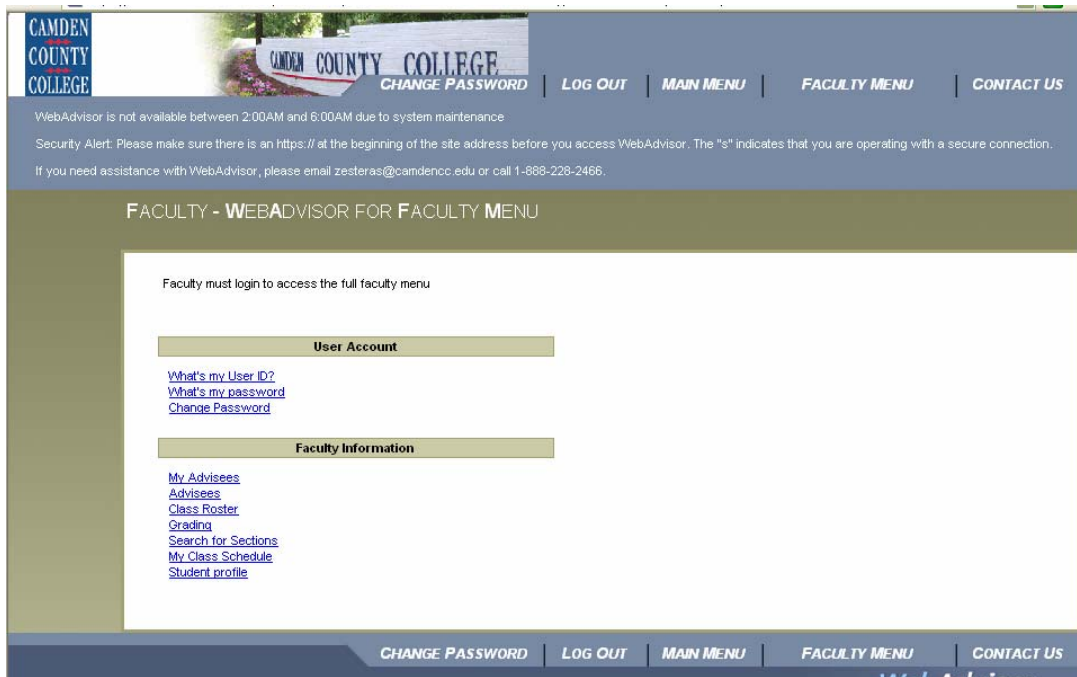 CAMDEN
COUNTY
COLLEGE
CAMDEN COUNTY COLLEGE
CHANGE PASSWORD LOG OUT MAIN MENU FACULTY MENU CONTACT US
WebAdvisor is not available between 2:00AM and 6:00AM due to system maintenance
Security Alert: Please make sure there is an https:// at the beginning of the site address before you access WebAdvisor. The "s" indicates that you are operating with a secure connection.
If you need assistance with WebAdvisor, please email zesteras@camdencc.edu or call 1-888-228-2466.
FACULTY - WEBADVISOR FOR FACULTY MENU
Faculty must login to access the full faculty menu
User Account
What's my User ID?
What's my password
Change Password
Faculty Information
My Advisees
Advisees
Class Roster
Grading
Search for Sections
My Class Schedule
Student profile
CHANGE PASSWORD LOG OUT MAIN MENU FACULTY MENU CONTACT US